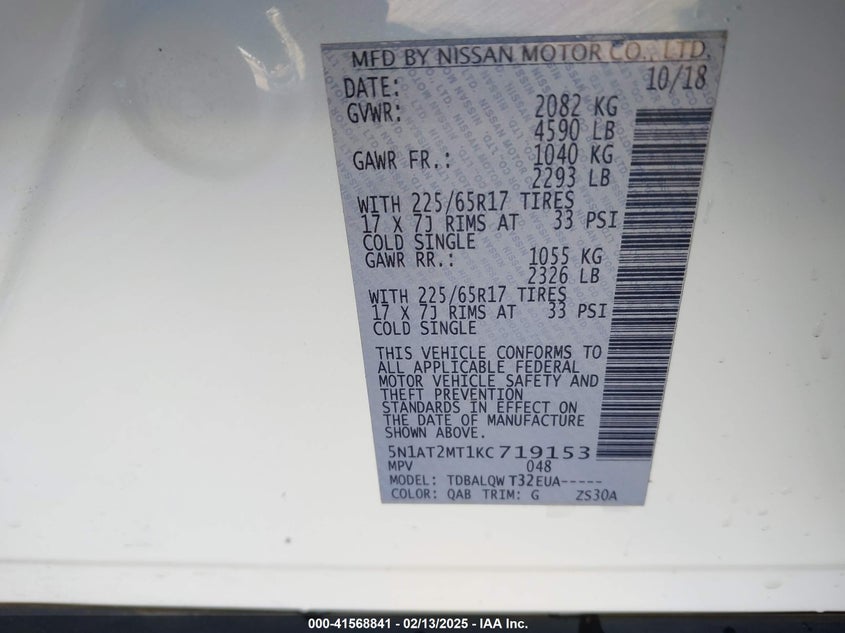 MFD BY NISSAN MOTOR CO., LTD.
DATE: 10/18
GVWR: 2082 KG
4590 LB
GAWR FR.: 1040 KG
2293 LB
WITH 225/65R17 TIRES
17 X 7J RIMS AT 33 PSI
COLD SINGLE
GAWR RR.: 1055 KG
2326 LB
WITH 225/65R17 TIRES
17 X 7J RIMS AT 33 PSI
COLD SINGLE
THIS VEHICLE CONFORMS TO
ALL APPLICABLE FEDERAL
MOTOR VEHICLE SAFETY AND
THEFT PREVENTION
STANDARDS IN EFFECT ON
THE DATE OF MANUFACTURE
SHOWN ABOVE.
5N1AT2MT1KC719153
MPV 048
MODEL: TDBALQW T32EUA-----
COLOR: QAB TRIM: G ZS30A
000-41568841 - 02/13/2025 - IAA Inc.